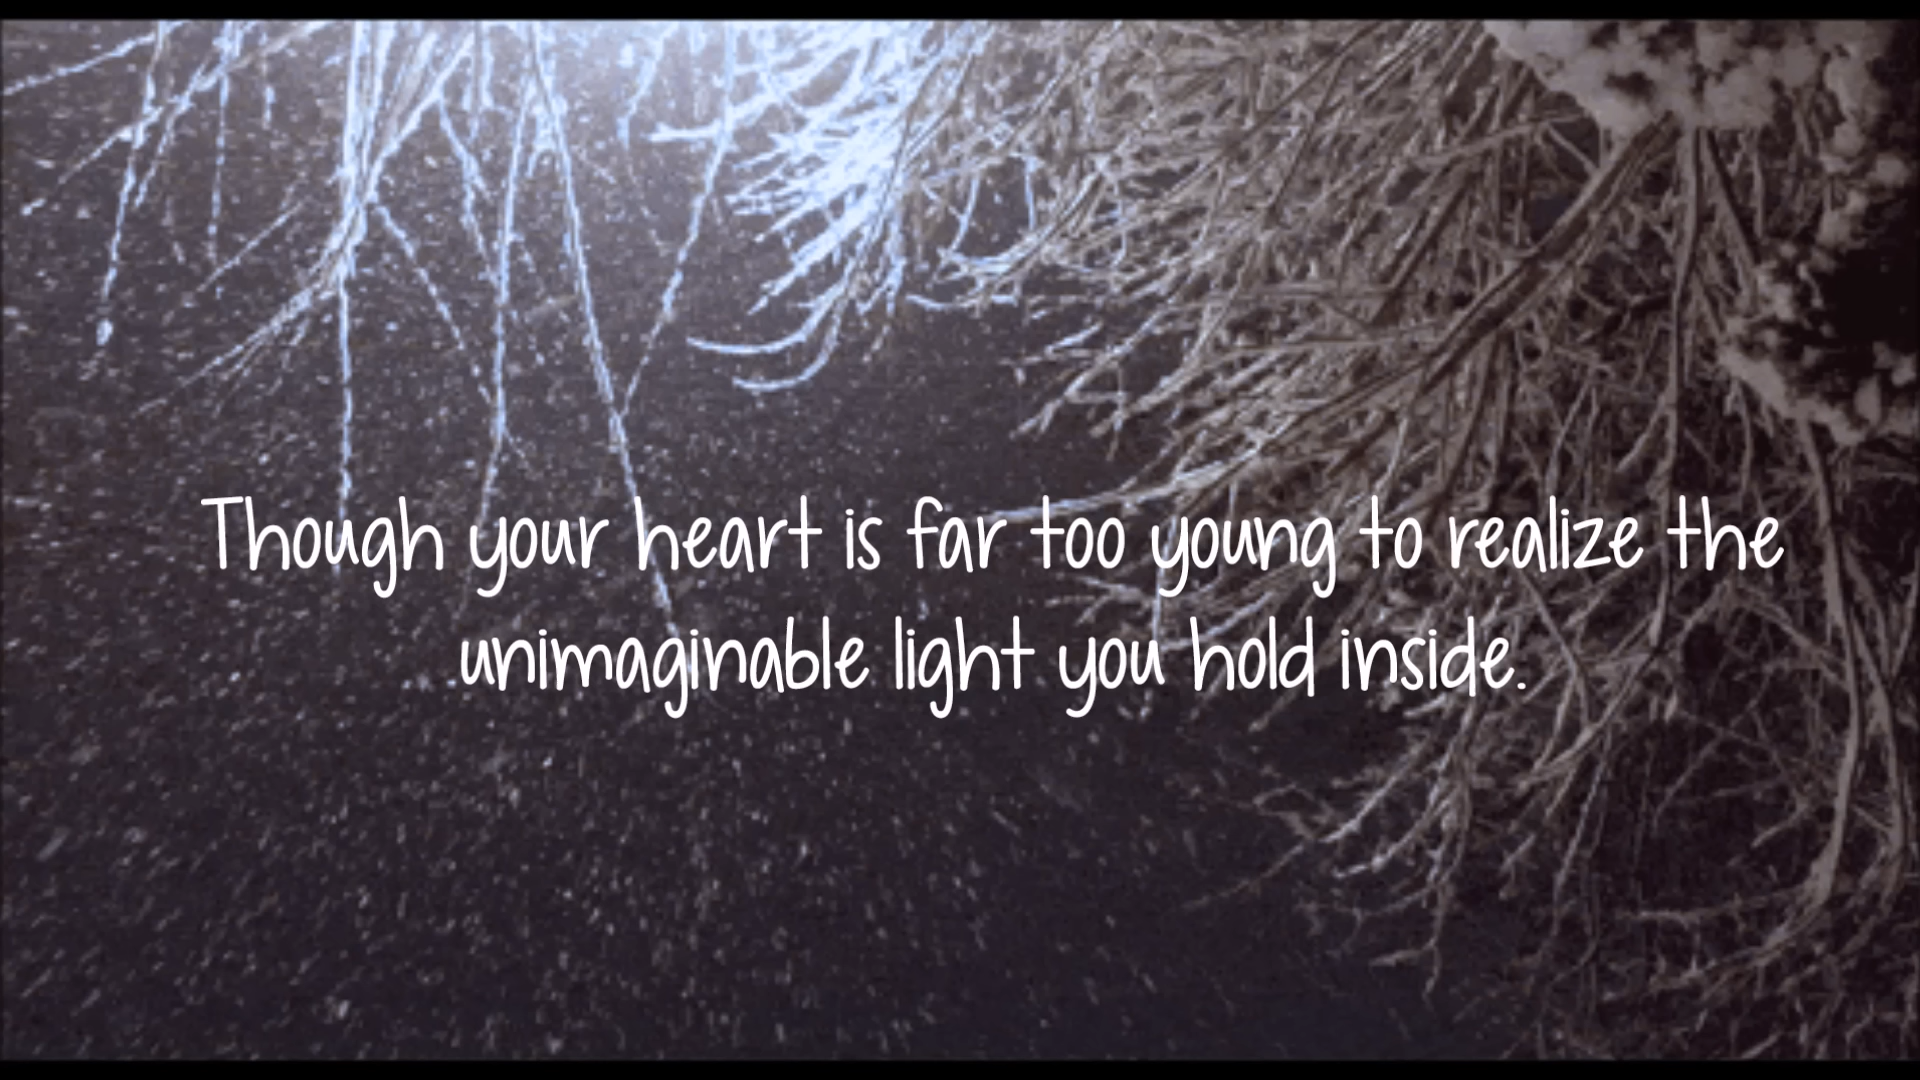 Though your heart is far too young to realize the
unimaginable light you hold inside.